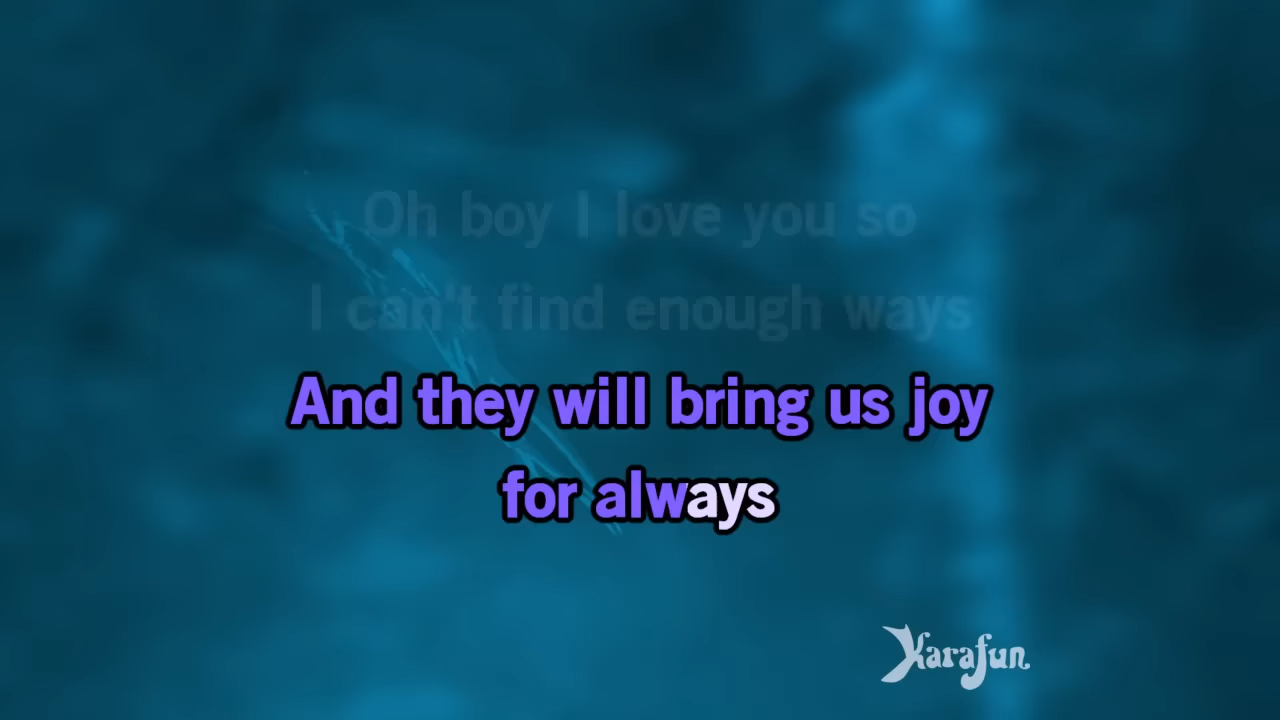 Oh boy I love you so
I can't find enough ways
And they will bring us joy
for always
Karafun